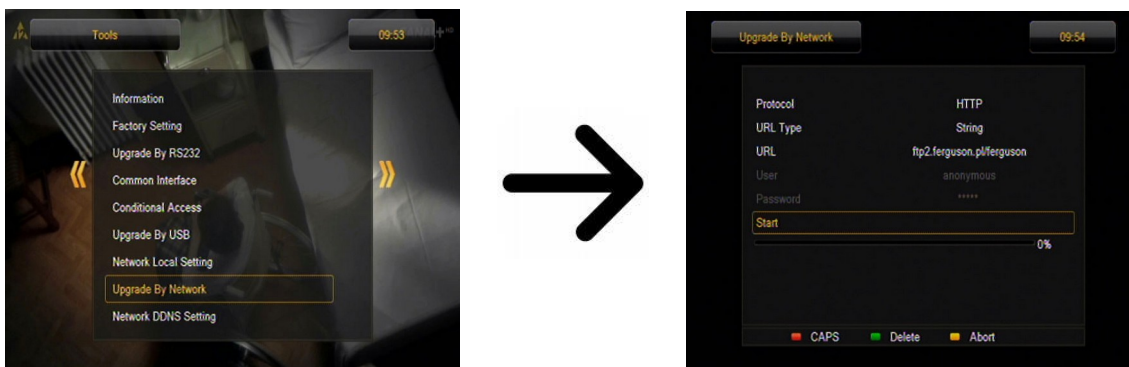 Tools
09:53
Information
Factory Setting
Upgrade By RS232
Common Interface
Conditional Access
Upgrade By USB
Network Local Setting
Upgrade By Network
Network DDNS Setting
Upgrade By Network
09:54
Protocol HTTP
URL Type String
URL ftp2.ferguson.pl/ferguson
User anonymous
Password *****
Start
0%
CAPS Delete Abort